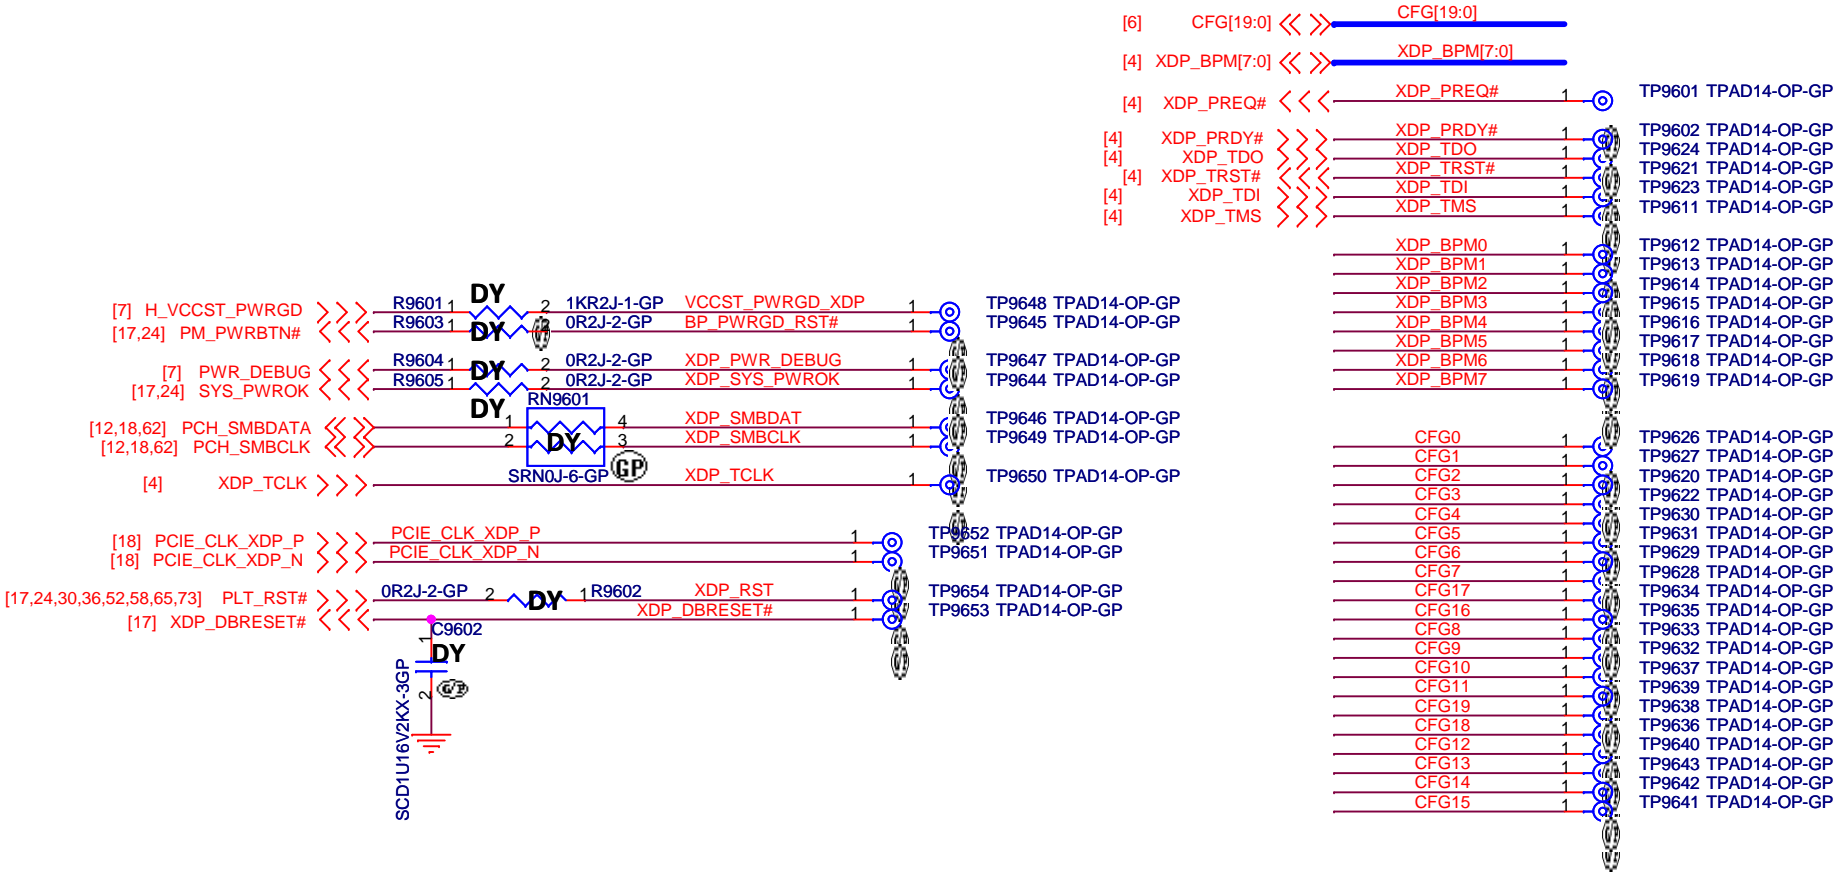 [6] CFG[19:0] CFG[19:0]
[4] XDP_BPM[7:0] XDP_BPM[7:0]
[4] XDP_PREQ# XDP_PREQ# 1 TP9601 TPAD14-OP-GP
[4] XDP_PRDY# XDP_PRDY# 1 TP9602 TPAD14-OP-GP
[4] XDP_TDO XDP_TDO 1 TP9624 TPAD14-OP-GP
[4] XDP_TRST# XDP_TRST# 1 TP9621 TPAD14-OP-GP
[4] XDP_TDI XDP_TDI 1 TP9623 TPAD14-OP-GP
[4] XDP_TMS XDP_TMS 1 TP9611 TPAD14-OP-GP
XDP_BPM0 1 TP9612 TPAD14-OP-GP
XDP_BPM1 1 TP9613 TPAD14-OP-GP
XDP_BPM2 1 TP9614 TPAD14-OP-GP
XDP_BPM3 1 TP9615 TPAD14-OP-GP
XDP_BPM4 1 TP9616 TPAD14-OP-GP
XDP_BPM5 1 TP9617 TPAD14-OP-GP
XDP_BPM6 1 TP9618 TPAD14-OP-GP
XDP_BPM7 1 TP9619 TPAD14-OP-GP
CFG0 1 TP9626 TPAD14-OP-GP
CFG1 1 TP9627 TPAD14-OP-GP
CFG2 1 TP9620 TPAD14-OP-GP
CFG3 1 TP9622 TPAD14-OP-GP
CFG4 1 TP9630 TPAD14-OP-GP
CFG5 1 TP9631 TPAD14-OP-GP
CFG6 1 TP9629 TPAD14-OP-GP
CFG7 1 TP9628 TPAD14-OP-GP
CFG17 1 TP9634 TPAD14-OP-GP
CFG16 1 TP9635 TPAD14-OP-GP
CFG8 1 TP9633 TPAD14-OP-GP
CFG9 1 TP9632 TPAD14-OP-GP
CFG10 1 TP9637 TPAD14-OP-GP
CFG11 1 TP9639 TPAD14-OP-GP
CFG19 1 TP9638 TPAD14-OP-GP
CFG18 1 TP9636 TPAD14-OP-GP
CFG12 1 TP9640 TPAD14-OP-GP
CFG13 1 TP9643 TPAD14-OP-GP
CFG14 1 TP9642 TPAD14-OP-GP
CFG15 1 TP9641 TPAD14-OP-GP
[7] H_VCCST_PWRGD R9601 1 DY 2 1KR2J-1-GP VCCST_PWRGD_XDP 1 TP9648 TPAD14-OP-GP
[17,24] PM_PWRBTN# R9603 1 DY 2 0R2J-2-GP BP_PWRGD_RST# 1 TP9645 TPAD14-OP-GP
[7] PWR_DEBUG R9604 1 DY 2 0R2J-2-GP XDP_PWR_DEBUG 1 TP9647 TPAD14-OP-GP
[17,24] SYS_PWROK R9605 1 DY 2 0R2J-2-GP XDP_SYS_PWROK 1 TP9644 TPAD14-OP-GP
RN9601
[12,18,62] PCH_SMBDATA 1 4 XDP_SMBDAT 1 TP9646 TPAD14-OP-GP
[12,18,62] PCH_SMBCLK 2 DY 3 XDP_SMBCLK 1 TP9649 TPAD14-OP-GP
SRN0J-6-GP GP
[4] XDP_TCLK XDP_TCLK 1 TP9650 TPAD14-OP-GP
[18] PCIE_CLK_XDP_P PCIE_CLK_XDP_P 1 TP9652 TPAD14-OP-GP
[18] PCIE_CLK_XDP_N PCIE_CLK_XDP_N 1 TP9651 TPAD14-OP-GP
[17,24,30,36,52,58,65,73] PLT_RST# 0R2J-2-GP 2 DY 1 R9602 XDP_RST 1 TP9654 TPAD14-OP-GP
[17] XDP_DBRESET# XDP_DBRESET# 1 TP9653 TPAD14-OP-GP
C9602
1
DY
2
SCD1U16V2KX-3GP